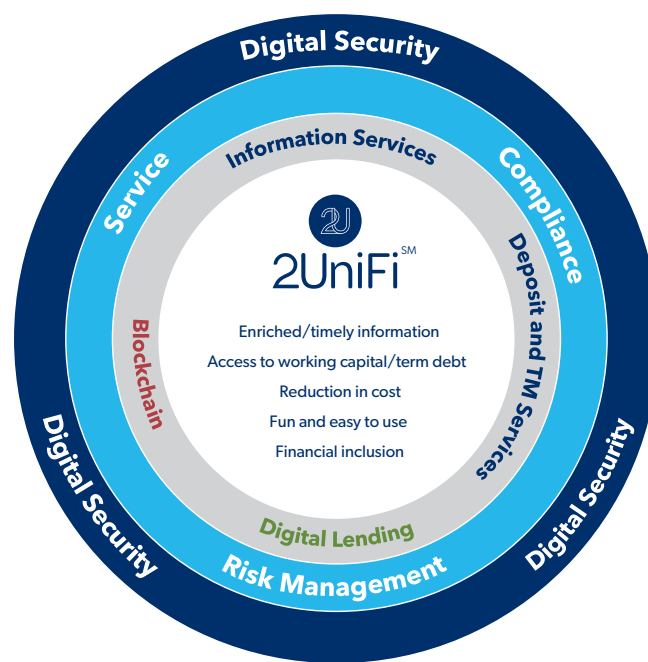 Digital Security
Service
Compliance
Information Services
Deposit and TM Services
Blockchain
2U
2UniFi℠
Enriched/timely information
Access to working capital/term debt
Reduction in cost
Fun and easy to use
Financial inclusion
Digital Lending
Risk Management
Digital Security
Digital Security